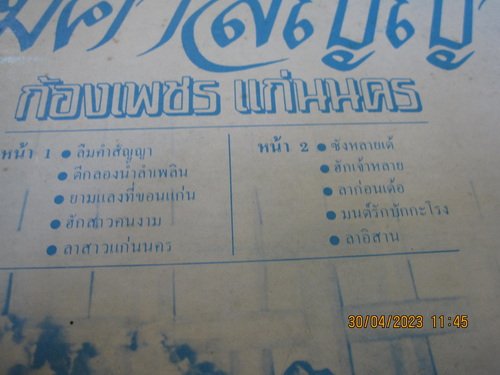 ก้องเพชร แก่นนคร
หน้า 1 ● ลืมคำสัญญา
● ตีกลองน้ำลำเพลิน
● ยามแลงที่ขอนแก่น
● ฮักสาวคนงาม
● ลาสาวแก่นนคร
หน้า 2 ● ชังหลายเด้
● ฮักเจ้าหลาย
● ลาก่อนเด้อ
● มนต์รักบักกะโรง
● ลาอีสาน
30/04/2023 11:45